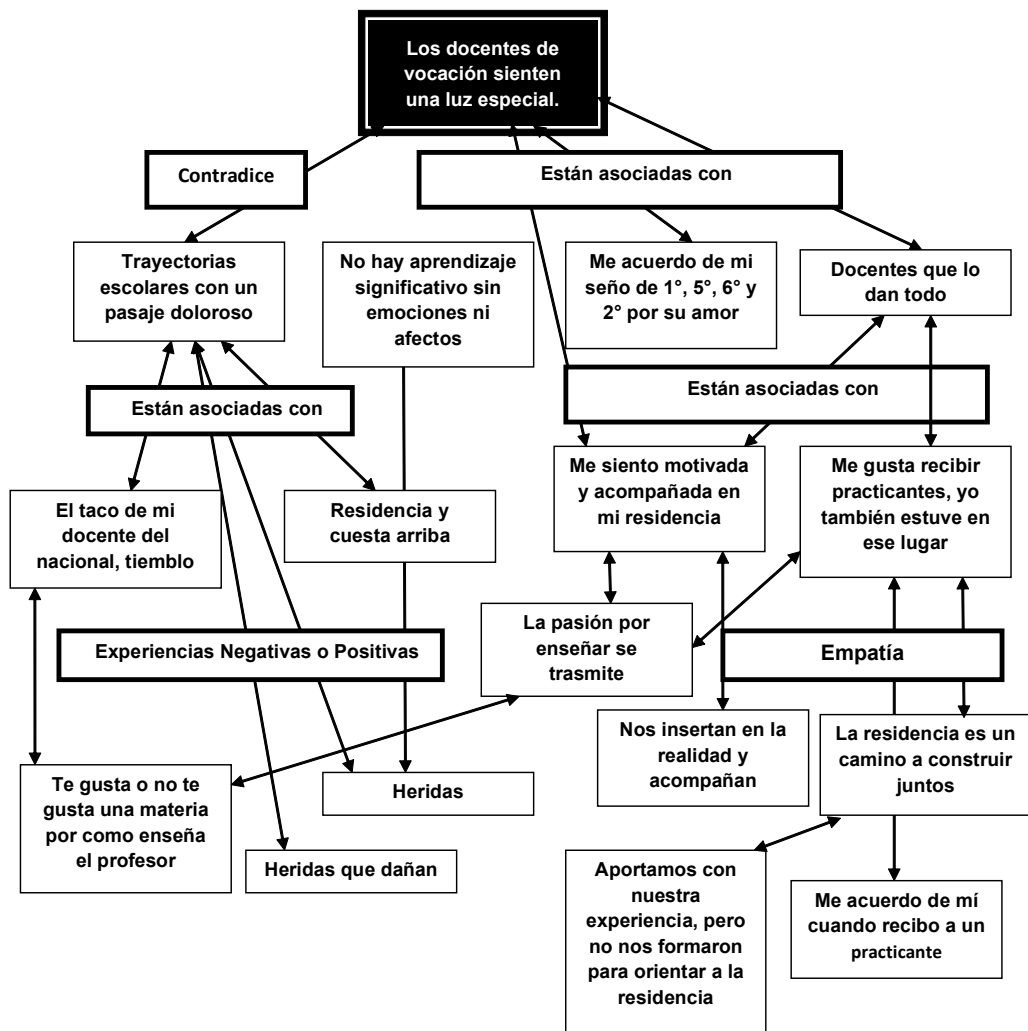 Los docentes de
vocación sienten
una luz especial.
Contradice
Están asociadas con
Trayectorias
escolares con un
pasaje doloroso
No hay aprendizaje
significativo sin
emociones ni
afectos
Me acuerdo de mi
seño de 1°, 5°, 6° y
2° por su amor
Docentes que lo
dan todo
Están asociadas con
Están asociadas con
El taco de mi
docente del
nacional, tiemblo
Residencia y
cuesta arriba
Me siento motivada
y acompañada en
mi residencia
Me gusta recibir
practicantes, yo
también estuve en
ese lugar
Experiencias Negativas o Positivas
La pasión por
enseñar se
trasmite
Empatía
Te gusta o no te
gusta una materia
por como enseña
el profesor
Heridas
Nos insertan en la
realidad y
acompañan
La residencia es un
camino a construir
juntos
Heridas que dañan
Aportamos con
nuestra
experiencia, pero
no nos formaron
para orientar a la
residencia
Me acuerdo de mí
cuando recibo a un
practicante